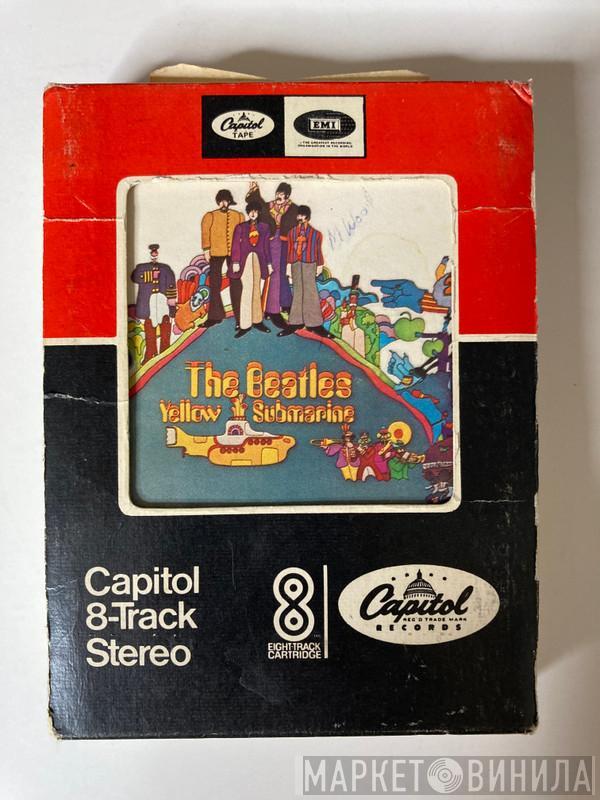 Capitol
TAPE
EMI
THE GREATEST RECORDING
ORGANISATION IN THE WORLD
The Beatles
Yellow Submarine
Capitol
8-Track
Stereo
8
EIGHT-TRACK
CARTRIDGE
Capitol
REG'D TRADE MARK
RECORDS
МАРКЕТ ВИНИЛА